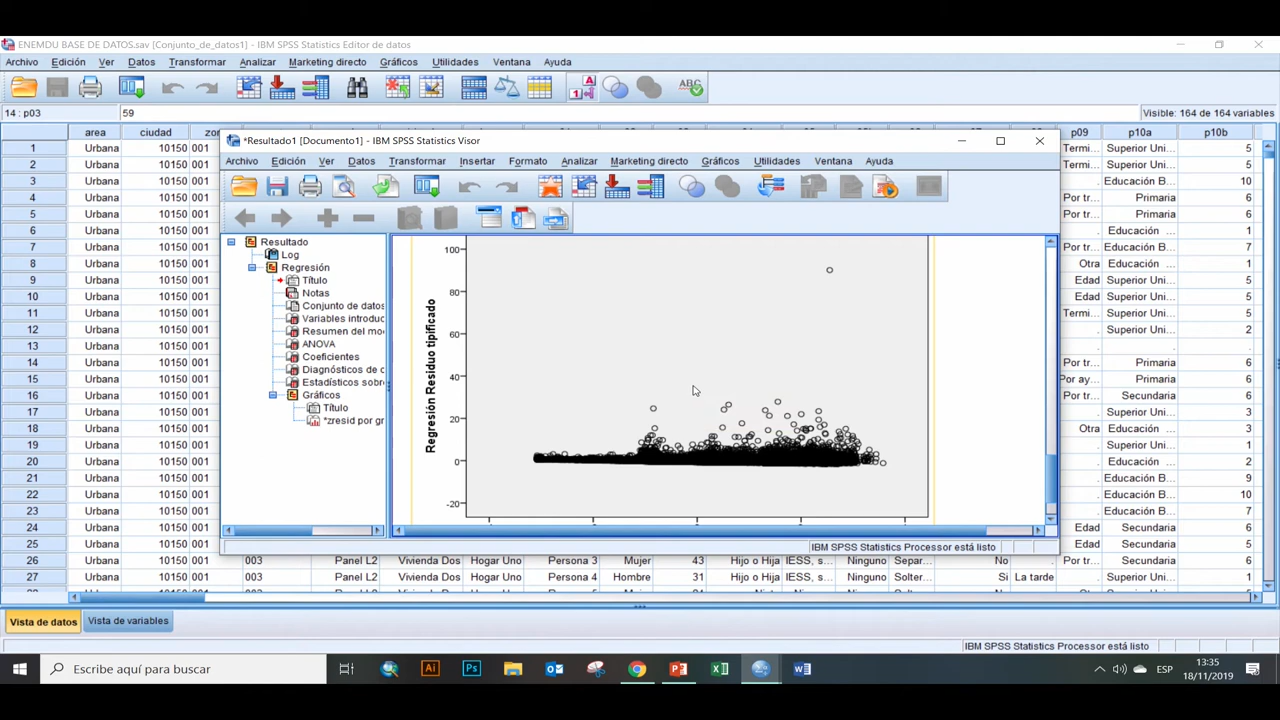 ENEMDU BASE DE DATOS.sav [Conjunto_de_datos1] - IBM SPSS Statistics Editor de datos
Archivo Edición Ver Datos Transformar Analizar Marketing directo Gráficos Utilidades Ventana Ayuda
14 : p03 59 Visible: 164 de 164 variables
area ciudad p09 p10a p10b
*Resultado1 [Documento1] - IBM SPSS Statistics Visor
Archivo Edición Ver Datos Transformar Insertar Formato Analizar Marketing directo Gráficos Utilidades Ventana Ayuda
1 Urbana 10150 001 Termi... Superior Uni... 5
2 Urbana 10150 001 Termi... Superior Uni... 5
3 Urbana 10150 001 . Educación B... 10
4 Urbana 10150 001 Por tr... Primaria 6
5 Urbana 10150 001 Por tr... Primaria 6
6 Urbana 10150 001 . Educación ... 1
7 Urbana 10150 001 Por tr... Educación B... 7
8 Urbana 10150 001 Otra Educación ... 1
9 Urbana 10150 001 Edad Superior Uni... 5
10 Urbana 10150 001 Edad Superior Uni... 5
11 Urbana 10150 001 Termi... Superior Uni... 5
12 Urbana 10150 001 . Superior Uni... 2
13 Urbana 10150 001 . . .
14 Urbana 10150 001 Por tr... Primaria 6
15 Urbana 10150 001 Por ay... Primaria 6
16 Urbana 10150 001 Por tr... Secundaria 6
17 Urbana 10150 001 Otra Educación ... 3
18 Urbana 10150 001 . Superior Uni... 1
19 Urbana 10150 001 . Educación ... 2
20 Urbana 10150 001 . Educación B... 9
21 Urbana 10150 001 . Educación B... 10
22 Urbana 10150 001 . Educación B... 7
23 Urbana 10150 001 Edad Secundaria 6
24 Urbana 10150 001 Edad Secundaria 6
Resultado
Log
Regresión
Título
Notas
Conjunto de datos
Variables introduc
Resumen del mo
ANOVA
Coeficientes
Diagnósticos de c
Estadísticos sobr
Gráficos
Título
*zresid por gr
Regresión Residuo tipificado
100
80
60
40
20
0
-20
IBM SPSS Statistics Processor está listo
26 Urbana 10150 003 Panel L2 Vivienda Dos Hogar Uno Persona 3 Mujer 43 Hijo o Hija IESS, s... Ninguno Separ... No . Por tr... Primaria 6
27 Urbana 10150 003 Panel L2 Vivienda Dos Hogar Uno Persona 4 Hombre 31 Hijo o Hija IESS, s... Ninguno Solter... Si La tarde . Superior Uni... 1
Vista de datos Vista de variables
IBM SPSS Statistics Processor está listo
Escribe aquí para buscar
ESP
13:35
18/11/2019